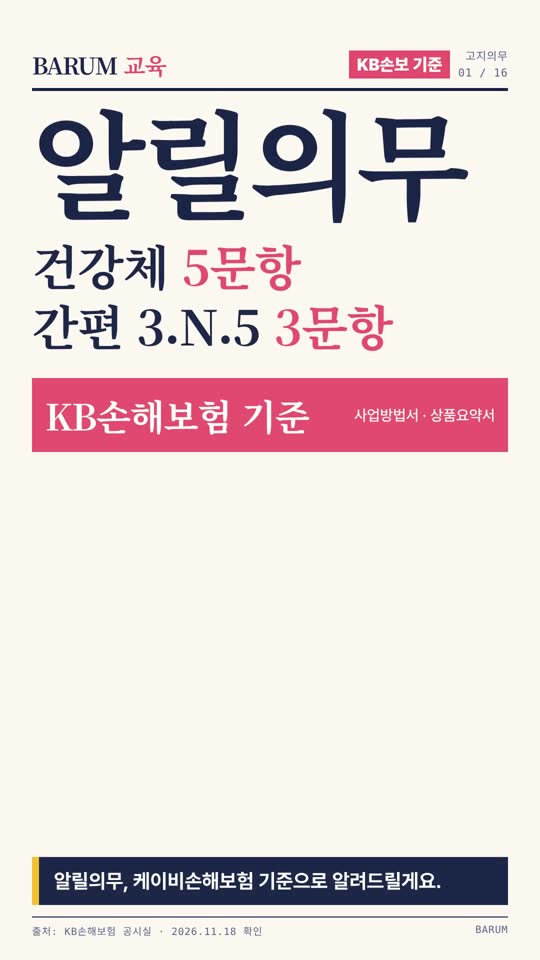 BARUM 교육
KB손보 기준
고지의무
01 / 16
알릴의무
건강체 5문항
간편 3.N.5 3문항
KB손해보험 기준
사업방법서 · 상품요약서
알릴의무, 케이비손해보험 기준으로 알려드릴게요.
출처: KB손해보험 공시실 · 2026.11.18 확인
BARUM